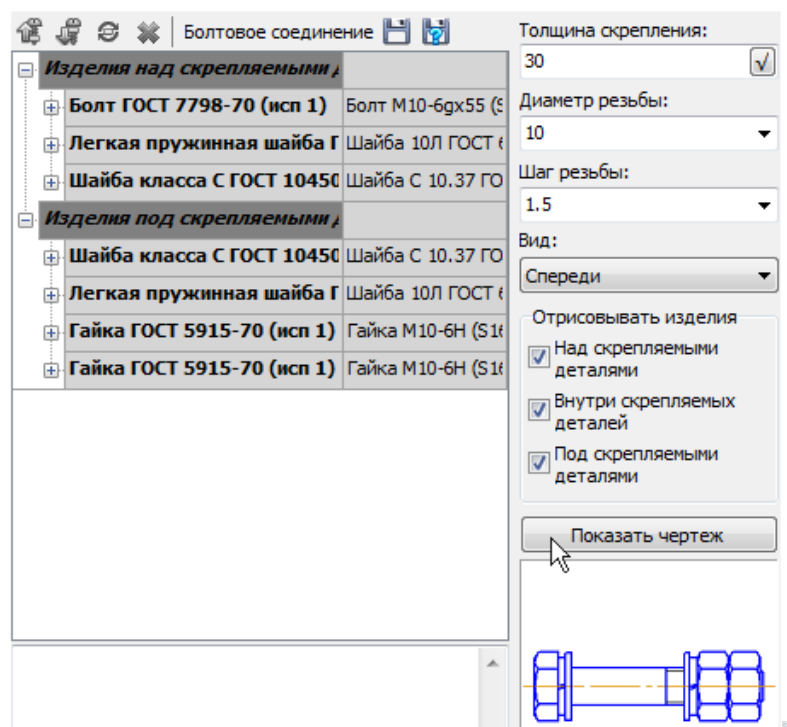 Болтовое соединение
Изделия над скрепляемыми
Болт ГОСТ 7798-70 (исп 1) Болт М10-6gx55
Легкая пружинная шайба Шайба 10Л ГОСТ
Шайба класса С ГОСТ 10450 Шайба С 10.37
Изделия под скрепляемыми
Шайба класса С ГОСТ 10450 Шайба С 10.37
Легкая пружинная шайба Шайба 10Л ГОСТ
Гайка ГОСТ 5915-70 (исп 1) Гайка М10-6Н (S16
Гайка ГОСТ 5915-70 (исп 1) Гайка М10-6Н (S16
Толщина скрепления:
30
Диаметр резьбы:
10
Шаг резьбы:
1.5
Вид:
Спереди
Отрисовывать изделия
Над скрепляемыми
деталями
Внутри скрепляемых
деталей
Под скрепляемыми
деталями
Показать чертеж